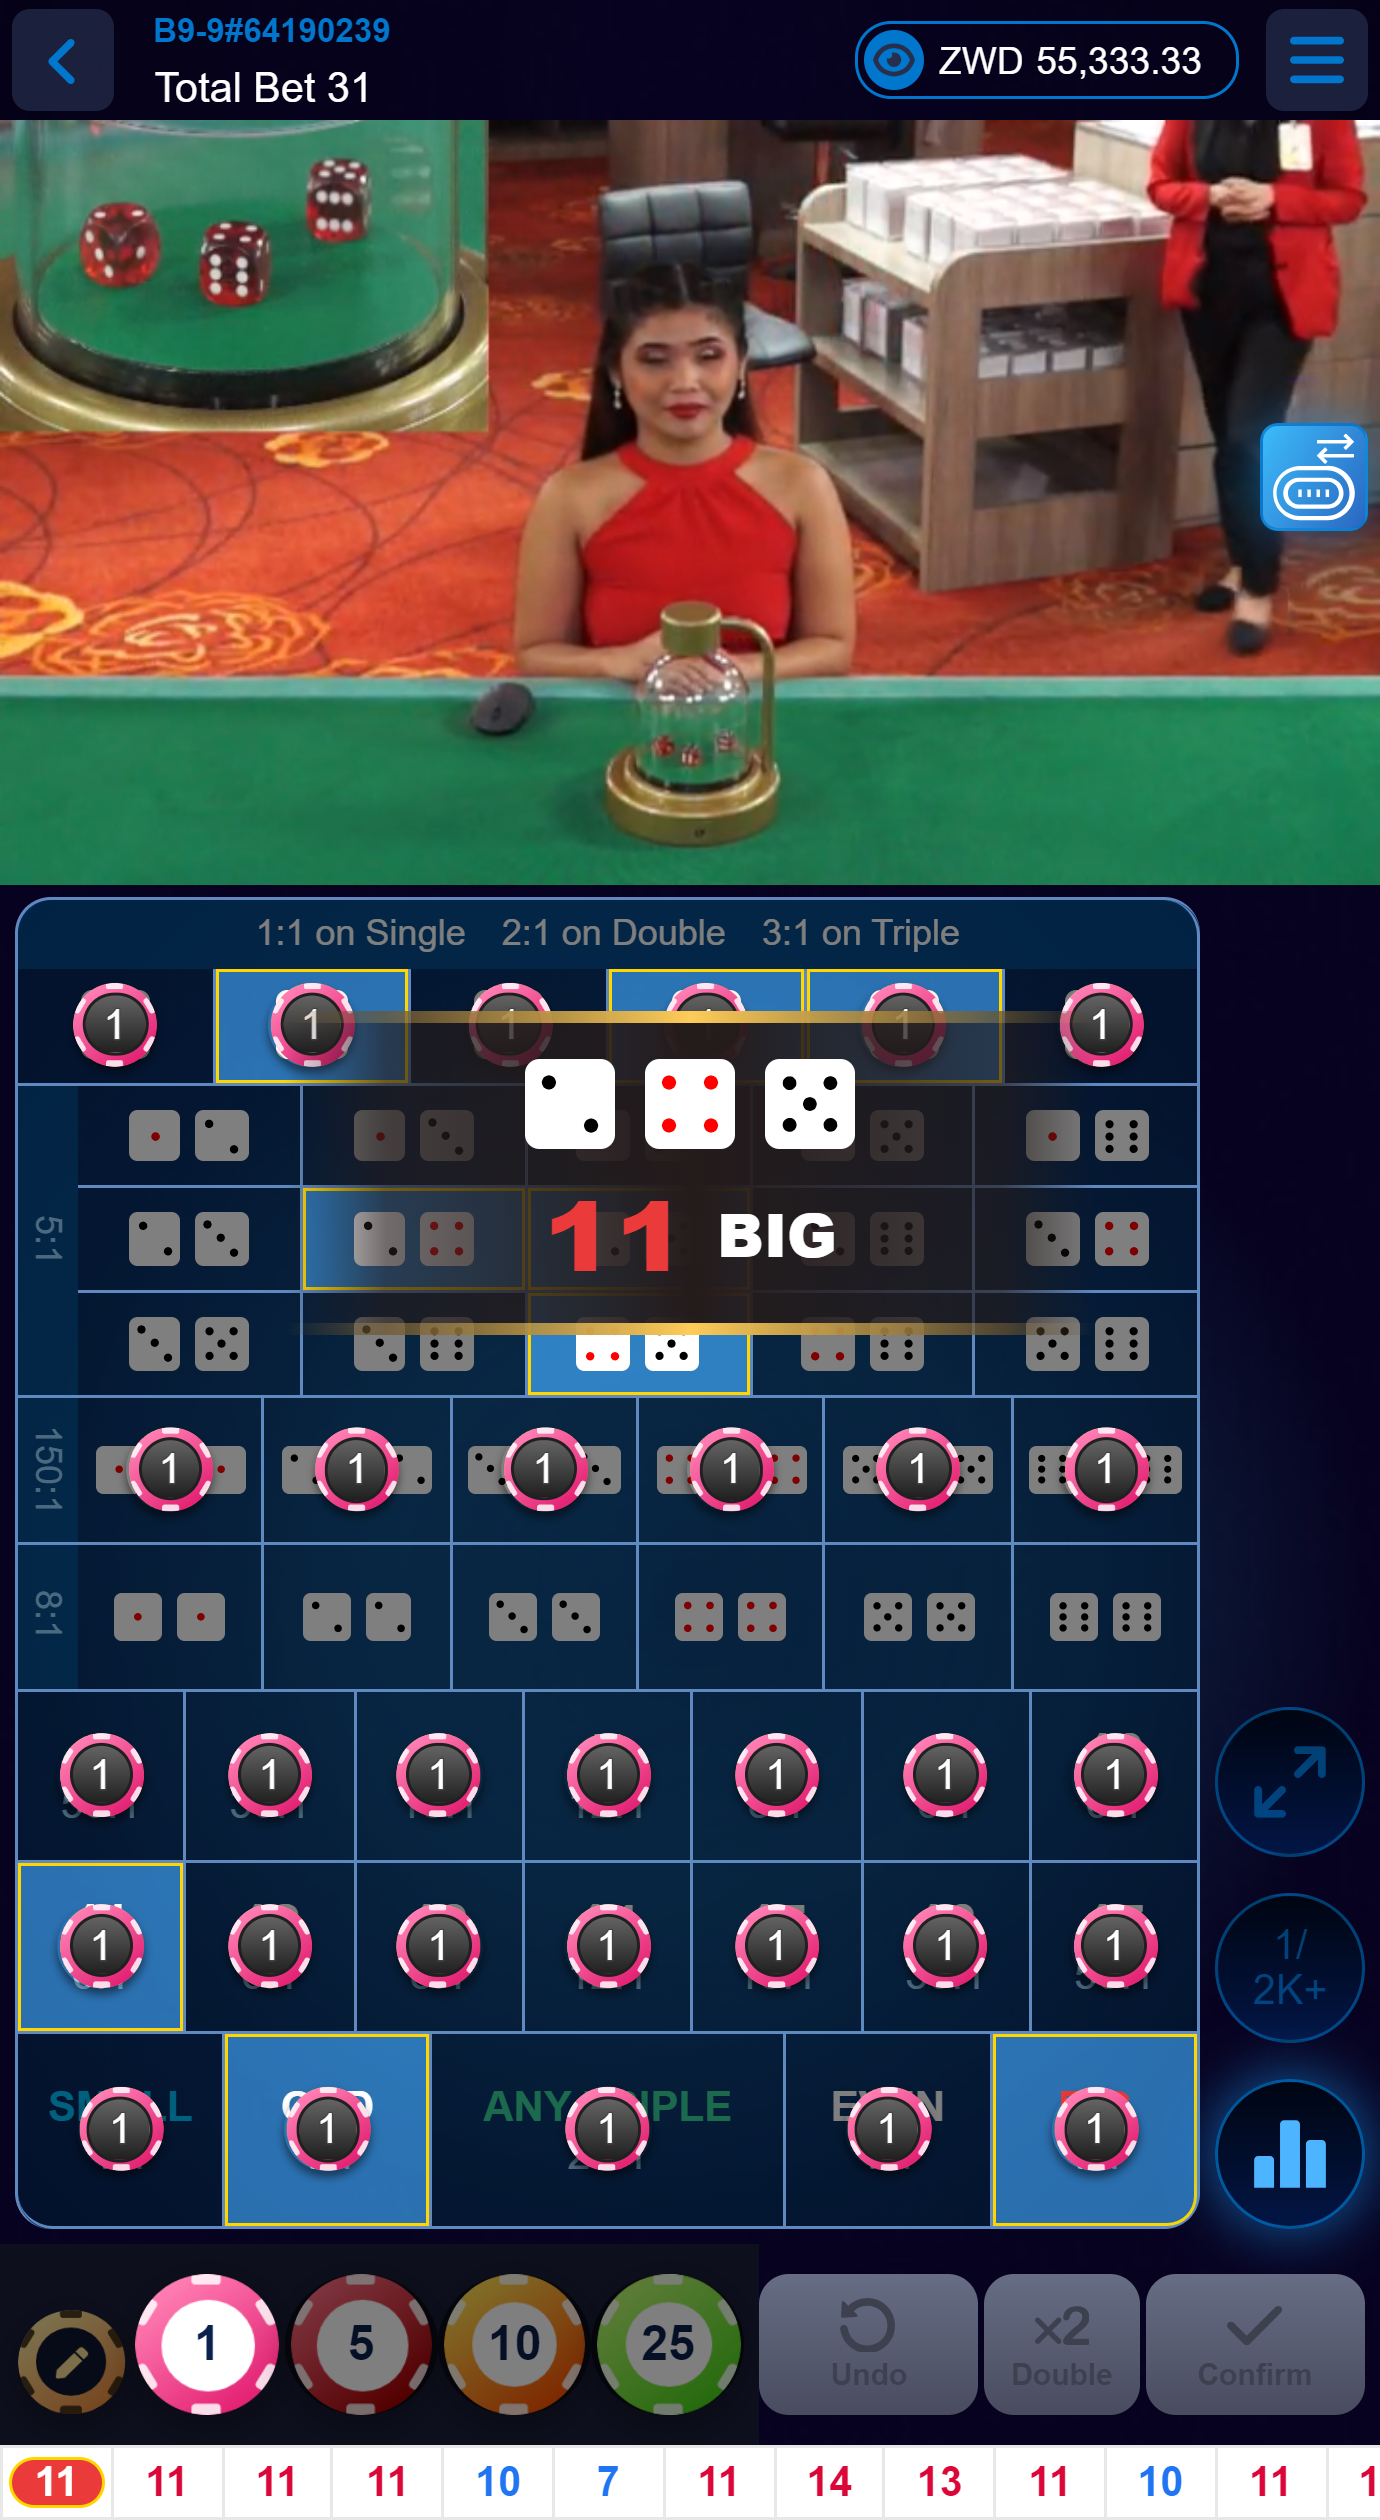 B9-9#64190239
Total Bet 31
ZWD 55,333.33
1:1 on Single 2:1 on Double 3:1 on Triple
1 1 1 1 1 1
11 BIG
5:1
150:1
1 1 1 1 1 1
8:1
1 1 1 1 1 1 1
1 1 1 1 1 1 1
ANY
1 1 1 1 1
1/
2K+
1 5 10 25
x2
Undo Double Confirm
11 11 11 11 10 7 11 14 13 11 10 11